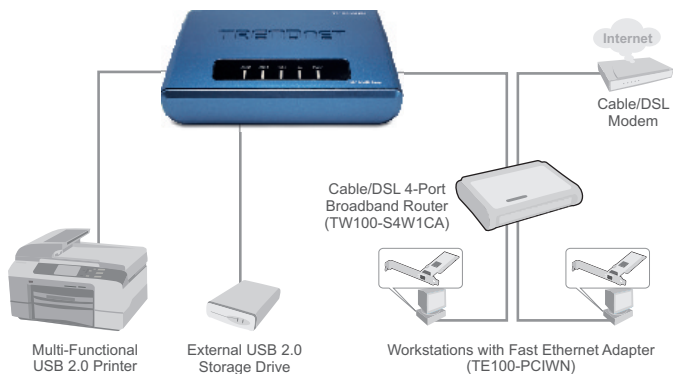 TRENDnet
Internet
Cable/DSL
Modem
Cable/DSL 4-Port
Broadband Router
(TW100-S4W1CA)
Multi-Functional
USB 2.0 Printer
External USB 2.0
Storage Drive
Workstations with Fast Ethernet Adapter
(TE100-PCIWN)